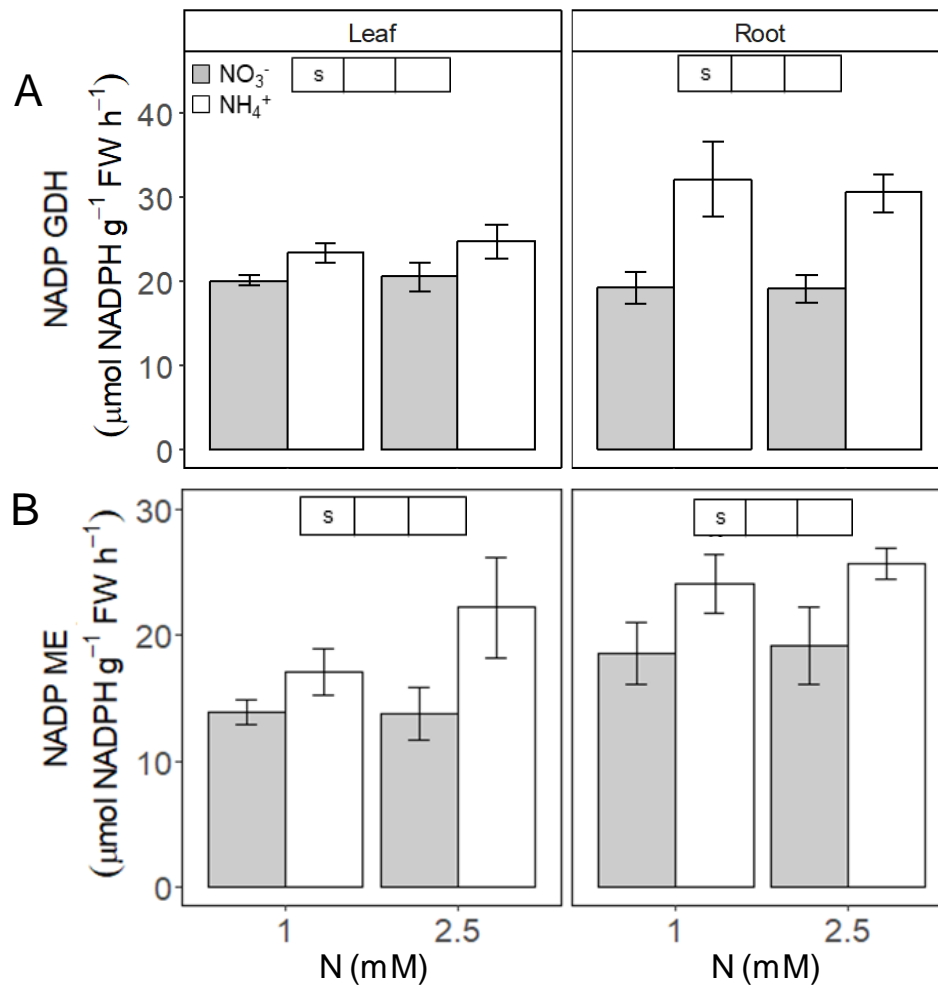 Leaf Root
A
NO₃⁻
NH₄⁺
s
s
NADP GDH
(μmol NADPH g⁻¹ FW h⁻¹)
40
30
20
10
0
B
s
s
NADP ME
(μmol NADPH g⁻¹ FW h⁻¹)
30
20
10
0
1 2.5 1 2.5
N (mM) N (mM)